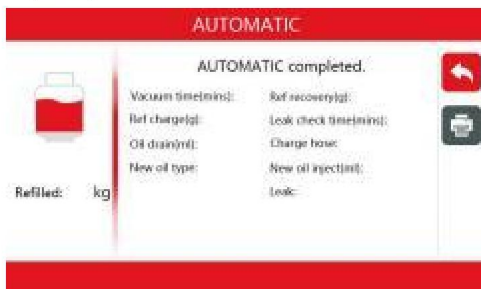 AUTOMATIC
AUTOMATIC completed.
Vacuum time(mins):
Ref recovery(g):
Ref charge(g):
Leak check time(mins):
Oil drain(ml):
Charge hose:
New oil type:
New oil inject(ml):
Leak:
Refilled: kg